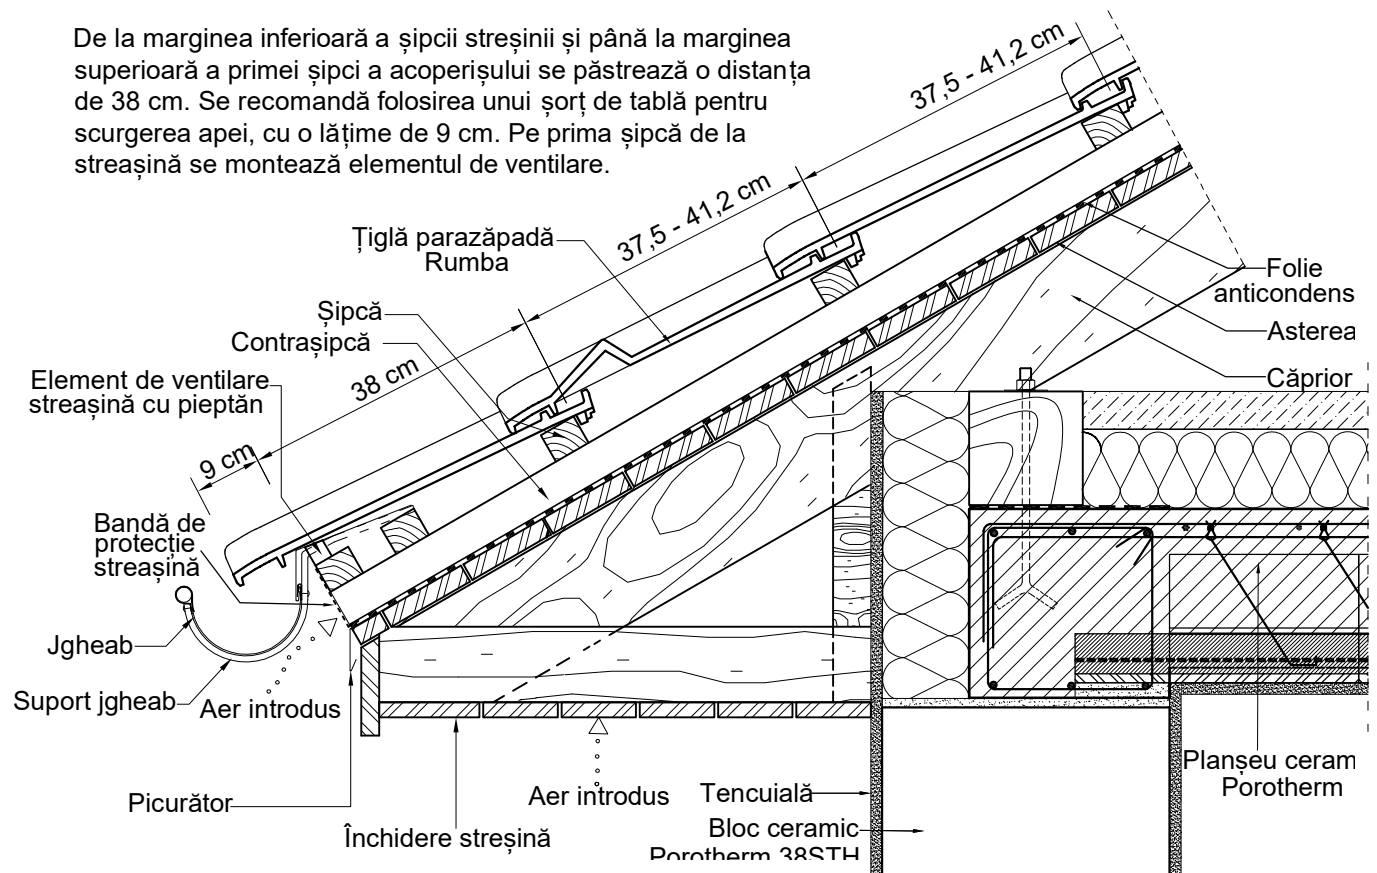 De la marginea inferioară a șipcii streșinii și până la marginea
superioară a primei șipci a acoperișului se păstrează o distanța
de 38 cm. Se recomandă folosirea unui șorț de tablă pentru
scurgerea apei, cu o lățime de 9 cm. Pe prima șipcă de la
streașină se montează elementul de ventilare.
37,5 - 41,2 cm
37,5 - 41,2 cm
38 cm
9 cm
Țiglă parazăpadă
Rumba
Șipcă
Contrașipcă
Element de ventilare
streașină cu pieptăn
Bandă de
protecție
streașină
Jgheab
Suport jgheab
Aer introdus
Picurător
Închidere streșină
Aer introdus
Tencuială
Bloc ceramic
Porotherm 38STH
Folie
anticondens
Asterea
Căprior
Planșeu ceram
Porotherm